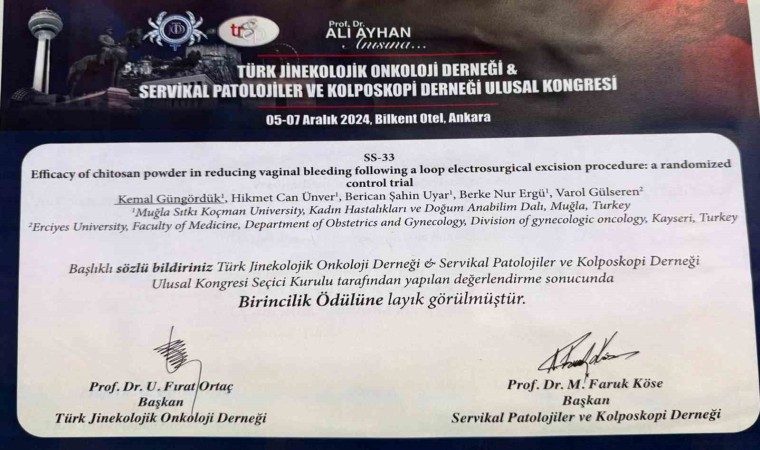 Prof. Dr.
ALİ AYHAN
Anısına...
TÜRK JİNEKOLOJİK ONKOLOJİ DERNEĞİ &
SERVİKAL PATOLOJİLER VE KOLPOSKOPİ DERNEĞİ ULUSAL KONGRESİ
05-07 Aralık 2024, Bilkent Otel, Ankara
SS-33
Efficacy of chitosan powder in reducing vaginal bleeding following a loop electrosurgical excision procedure: a randomized
control trial
Kemal Güngördük¹, Hikmet Can Ünver¹, Berican Şahin Uyar¹, Berke Nur Ergü¹, Varol Gülseren²
¹Muğla Sıtkı Koçman University, Kadın Hastalıkları ve Doğum Anabilim Dalı, Muğla, Turkey
²Erciyes University, Faculty of Medicine, Department of Obstetrics and Gynecology, Division of gynecologic oncology, Kayseri, Turkey
Başlıklı sözlü bildiriniz Türk Jinekolojik Onkoloji Derneği & Servikal Patolojiler ve Kolposkopi Derneği
Ulusal Kongresi Seçici Kurulu tarafından yapılan değerlendirme sonucunda
Birincilik Ödülüne layık görülmüştür.
Prof. Dr. U. Fırat Ortaç
Başkan
Türk Jinekolojik Onkoloji Derneği
Prof. Dr. M. Faruk Köse
Başkan
Servikal Patolojiler ve Kolposkopi Derneği